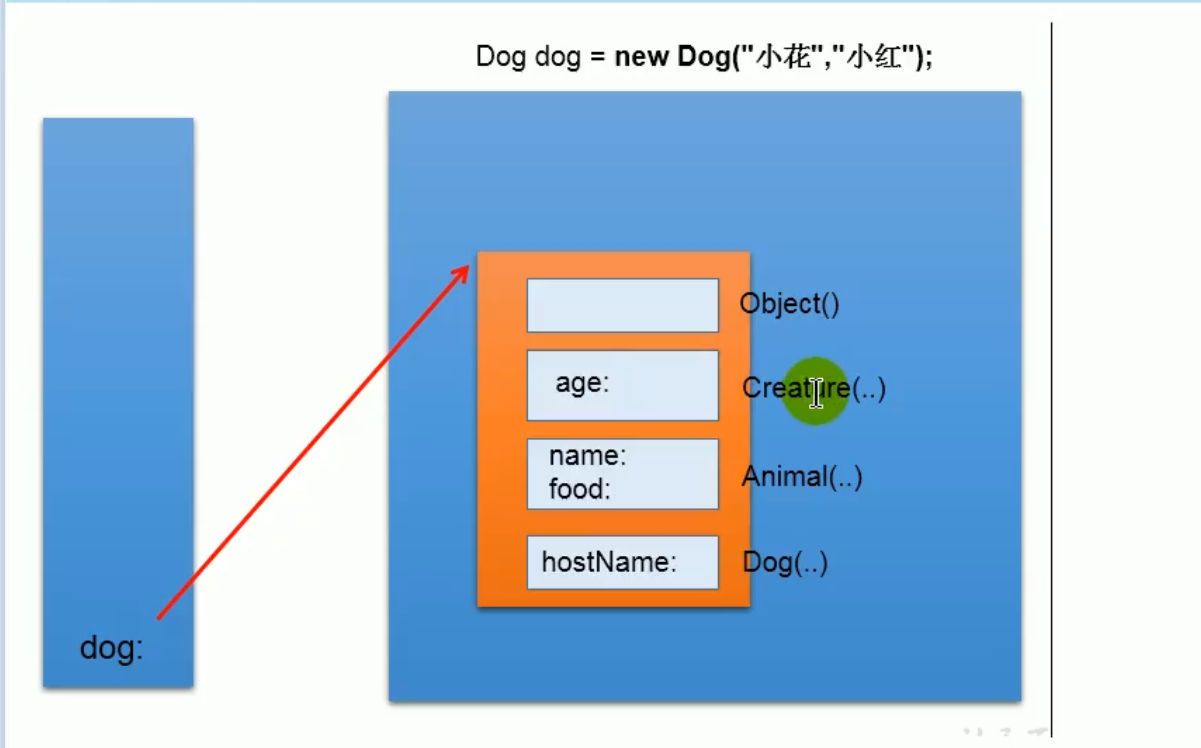 Dog dog = new Dog("小花","小红");
Object()
age:
Creature(..)
name:
food:
Animal(..)
hostName:
Dog(..)
dog: